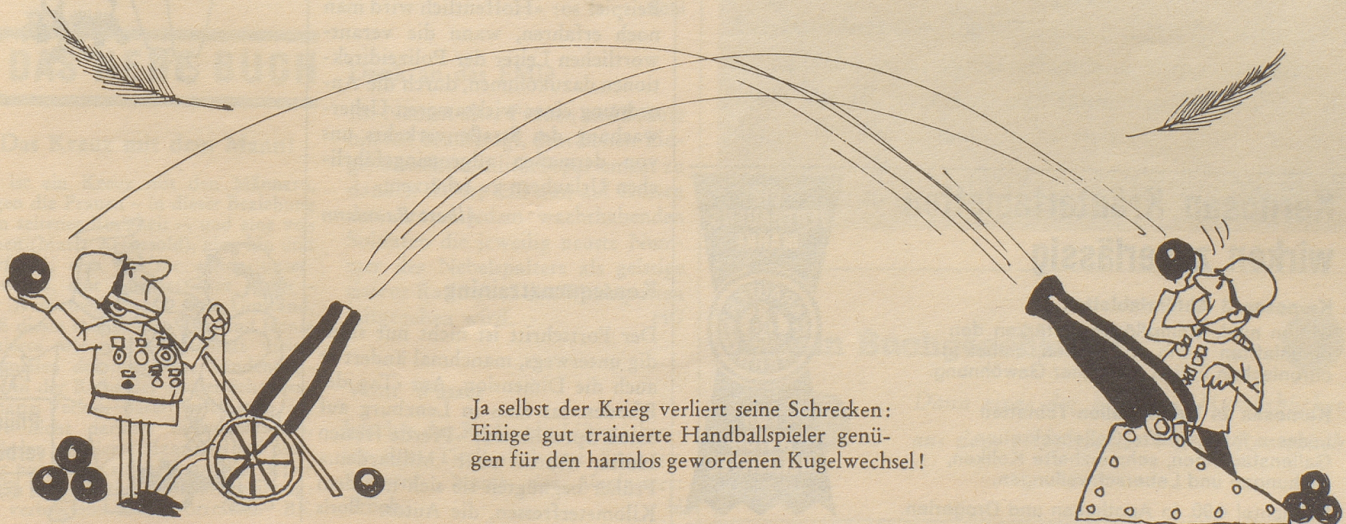 Ja selbst der Krieg verliert seine Schrecken:
Einige gut trainierte Handballspieler genü-
gen für den harmlos gewordenen Kugelwechsel!